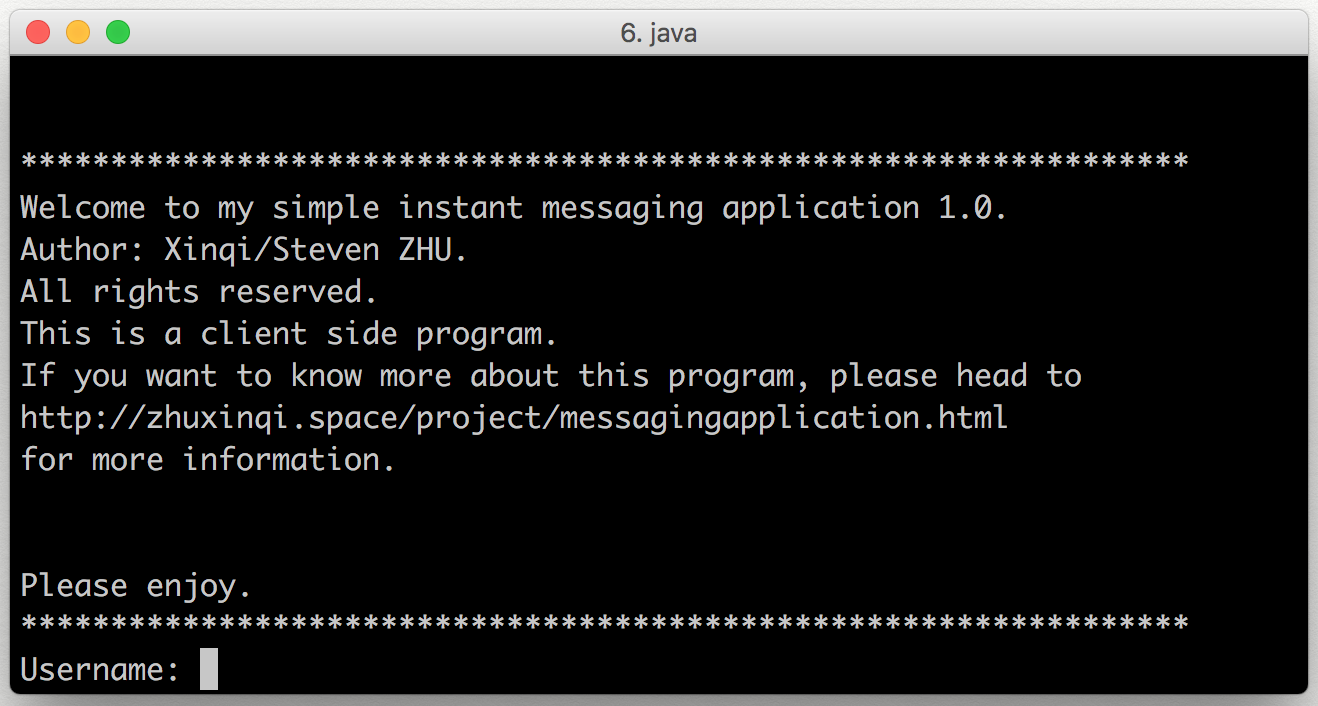 6. java
*****************************************************************
Welcome to my simple instant messaging application 1.0.
Author: Xinqi/Steven ZHU.
All rights reserved.
This is a client side program.
If you want to know more about this program, please head to
http://zhuxinqi.space/project/messagingapplication.html
for more information.
Please enjoy.
*****************************************************************
Username: